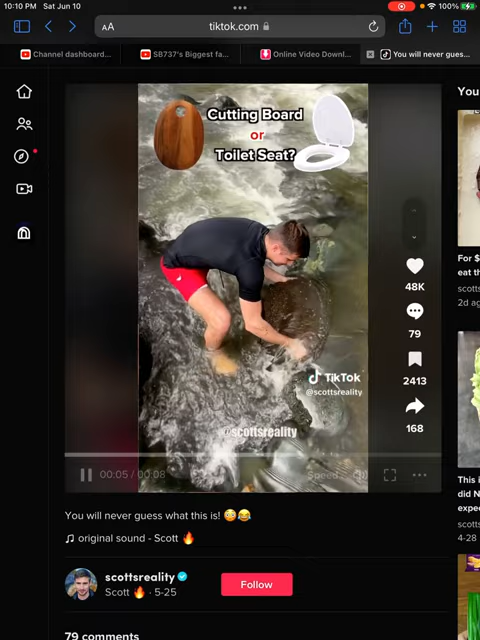 10:10 PM Sat Jun 10
100%
AA
tiktok.com
Channel dashboard...
SB737's Biggest fa...
Online Video Downl...
You will never gues...
Cutting Board
or
Toilet Seat?
TikTok
@scottsreality
@scottsreality
48K
79
2413
168
00:05 / 00:08
Speed
You will never guess what this is! 😳😂
original sound - Scott 🔥
scottsreality
Scott 🔥 · 5-25
Follow
79 comments
You
For $
eat th
scotts
2d ag
This i
did N
expe
scotts
4-28